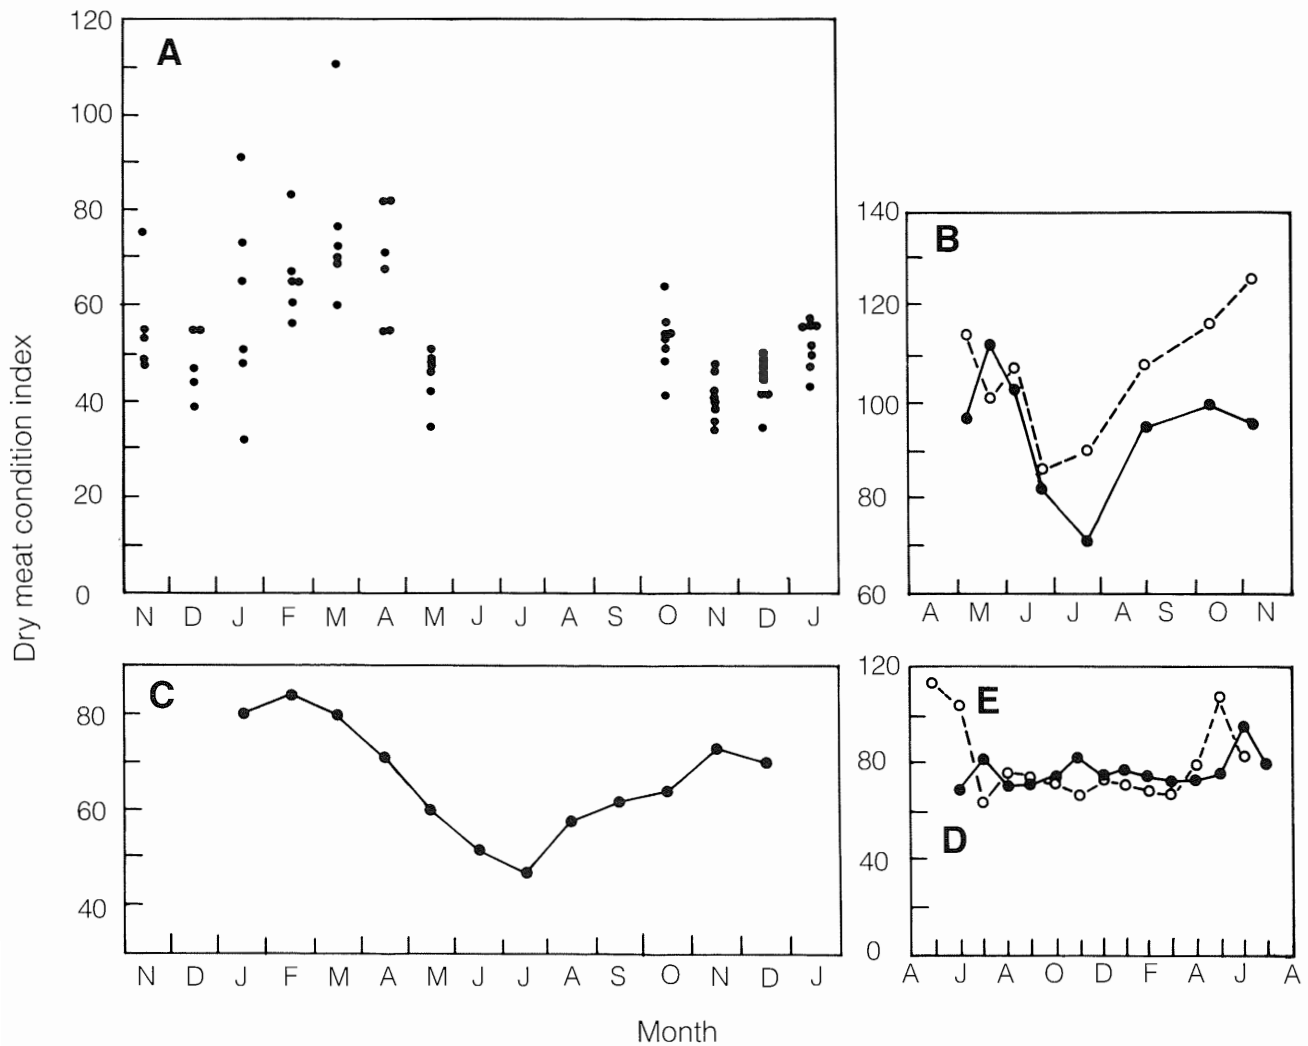 Dry meat condition index
A
120
100
80
60
40
20
0
N D J F M A M J J A S O N D J
B
140
120
100
80
60
A M J J A S O N
C
80
60
40
N D J F M A M J J A S O N D J
E
D
120
80
40
0
A J A O D F A J A
Month